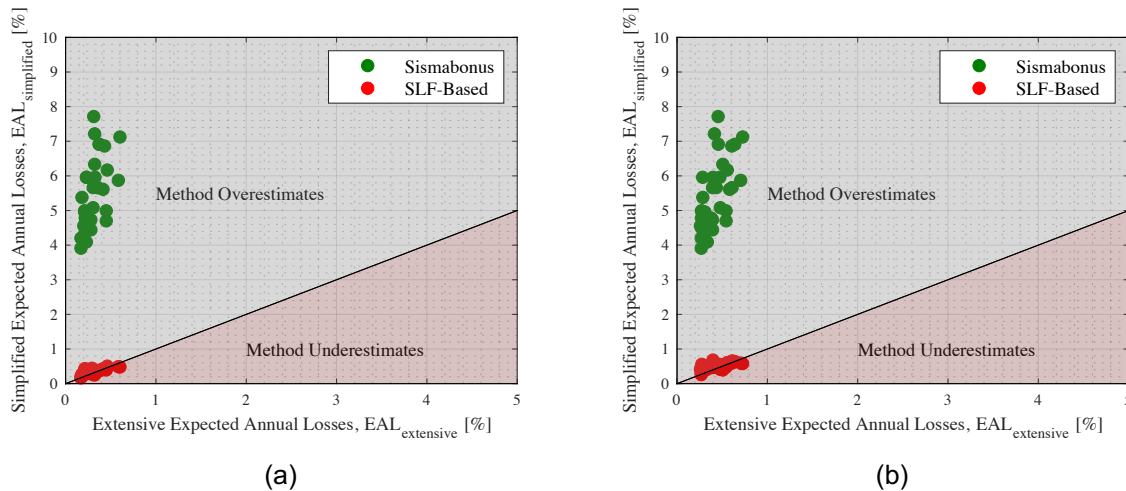 Simplified Expected Annual Losses, EAL_simplified [%]
10
9
8
7
6
5
4
3
2
1
0
Sismabonus
SLF-Based
Method Overestimates
Method Underestimates
0 1 2 3 4 5
Extensive Expected Annual Losses, EAL_extensive [%]
(a)
Simplified Expected Annual Losses, EAL_simplified [%]
10
9
8
7
6
5
4
3
2
1
0
Sismabonus
SLF-Based
Method Overestimates
Method Underestimates
0 1 2 3 4
Extensive Expected Annual Losses, EAL_extensive [%]
(b)